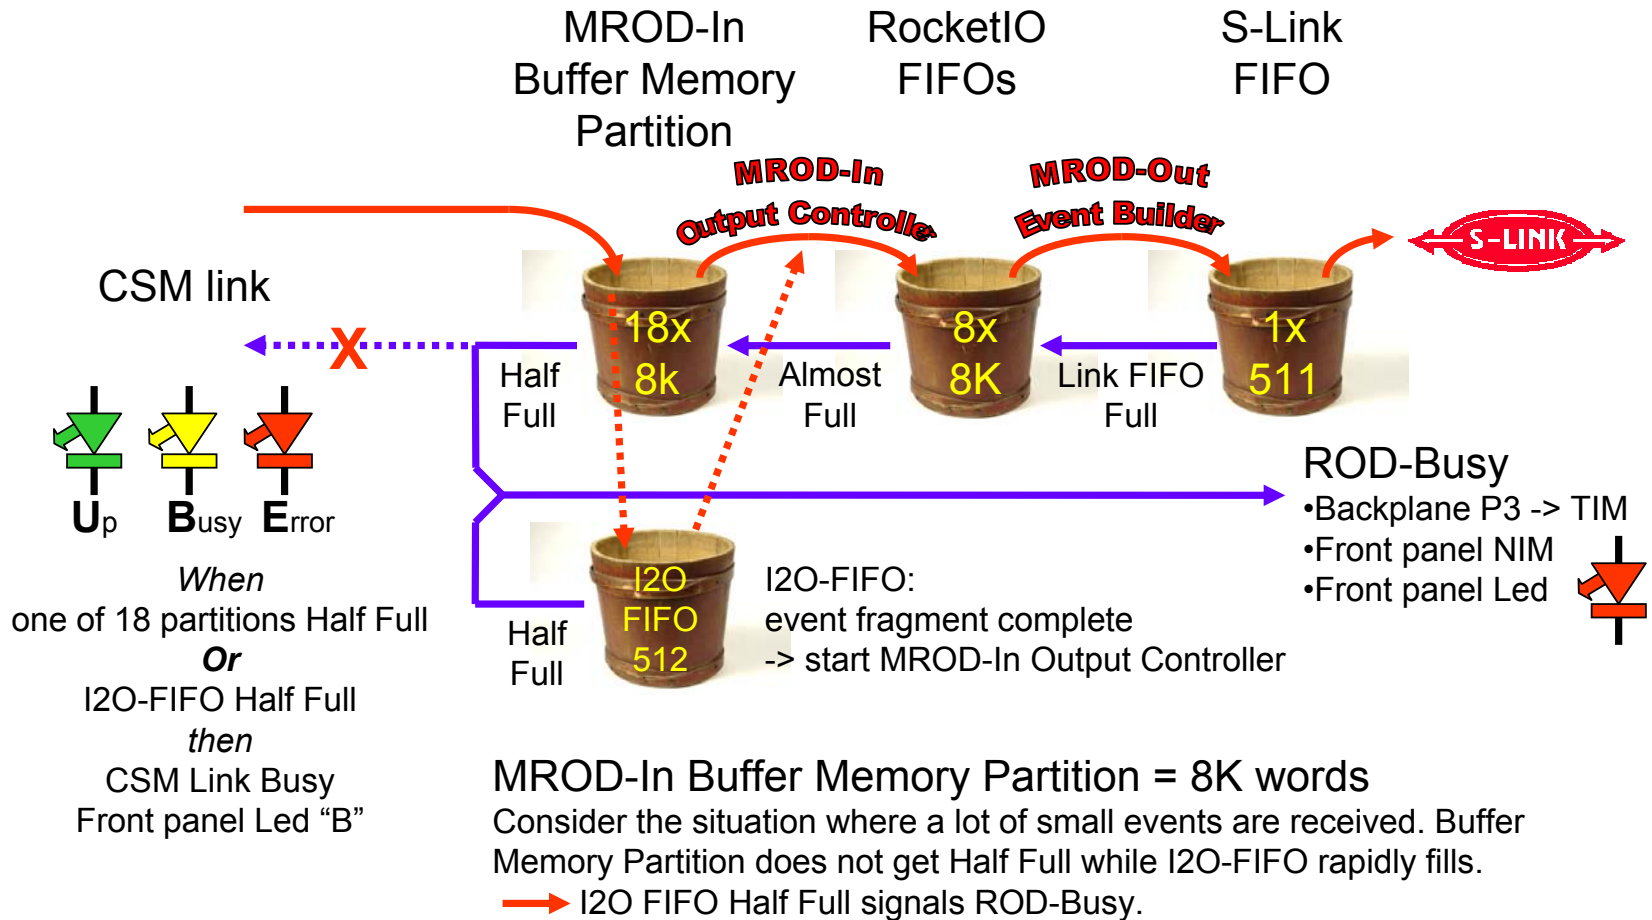 MROD-In
Buffer Memory
Partition
RocketIO
FIFOs
S-Link
FIFO
MROD-In
Output Controller
MROD-Out
Event Builder
S-LINK
CSM link
X
18x
8k
8x
8K
1x
511
Half
Full
Almost
Full
Link FIFO
Full
Up
Busy
Error
When
one of 18 partitions Half Full
Or
I2O-FIFO Half Full
then
CSM Link Busy
Front panel Led “B”
Half
Full
I2O
FIFO
512
I2O-FIFO:
event fragment complete
-> start MROD-In Output Controller
ROD-Busy
•Backplane P3 -> TIM
•Front panel NIM
•Front panel Led
MROD-In Buffer Memory Partition = 8K words
Consider the situation where a lot of small events are received. Buffer
Memory Partition does not get Half Full while I2O-FIFO rapidly fills.
I2O FIFO Half Full signals ROD-Busy.